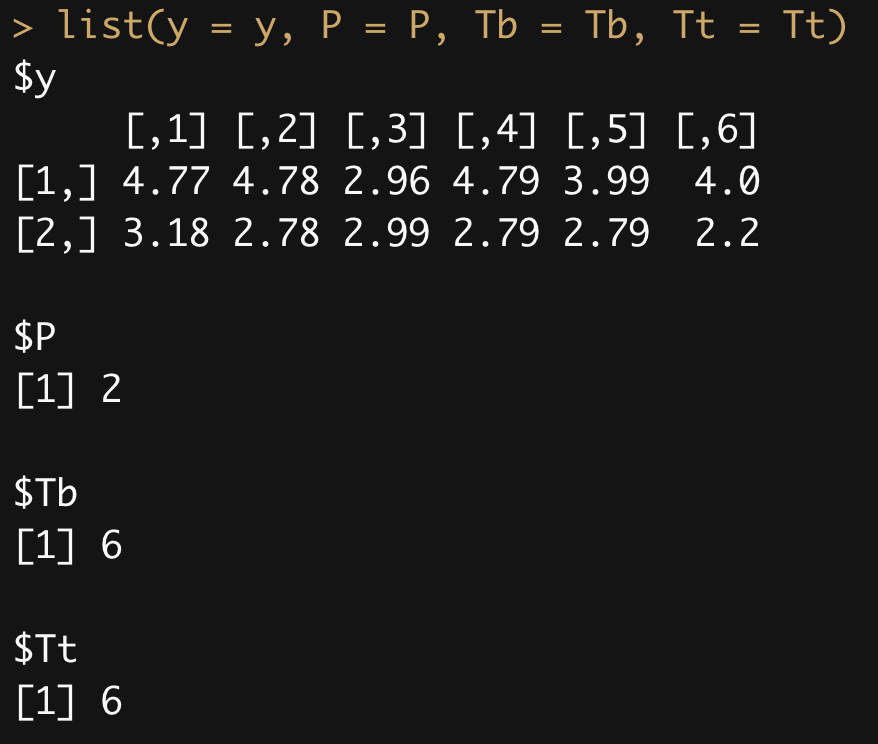 > list(y = y, P = P, Tb = Tb, Tt = Tt)
$y
     [,1] [,2] [,3] [,4] [,5] [,6]
[1,] 4.77 4.78 2.96 4.79 3.99  4.0
[2,] 3.18 2.78 2.99 2.79 2.79  2.2
$P
[1] 2
$Tb
[1] 6
$Tt
[1] 6